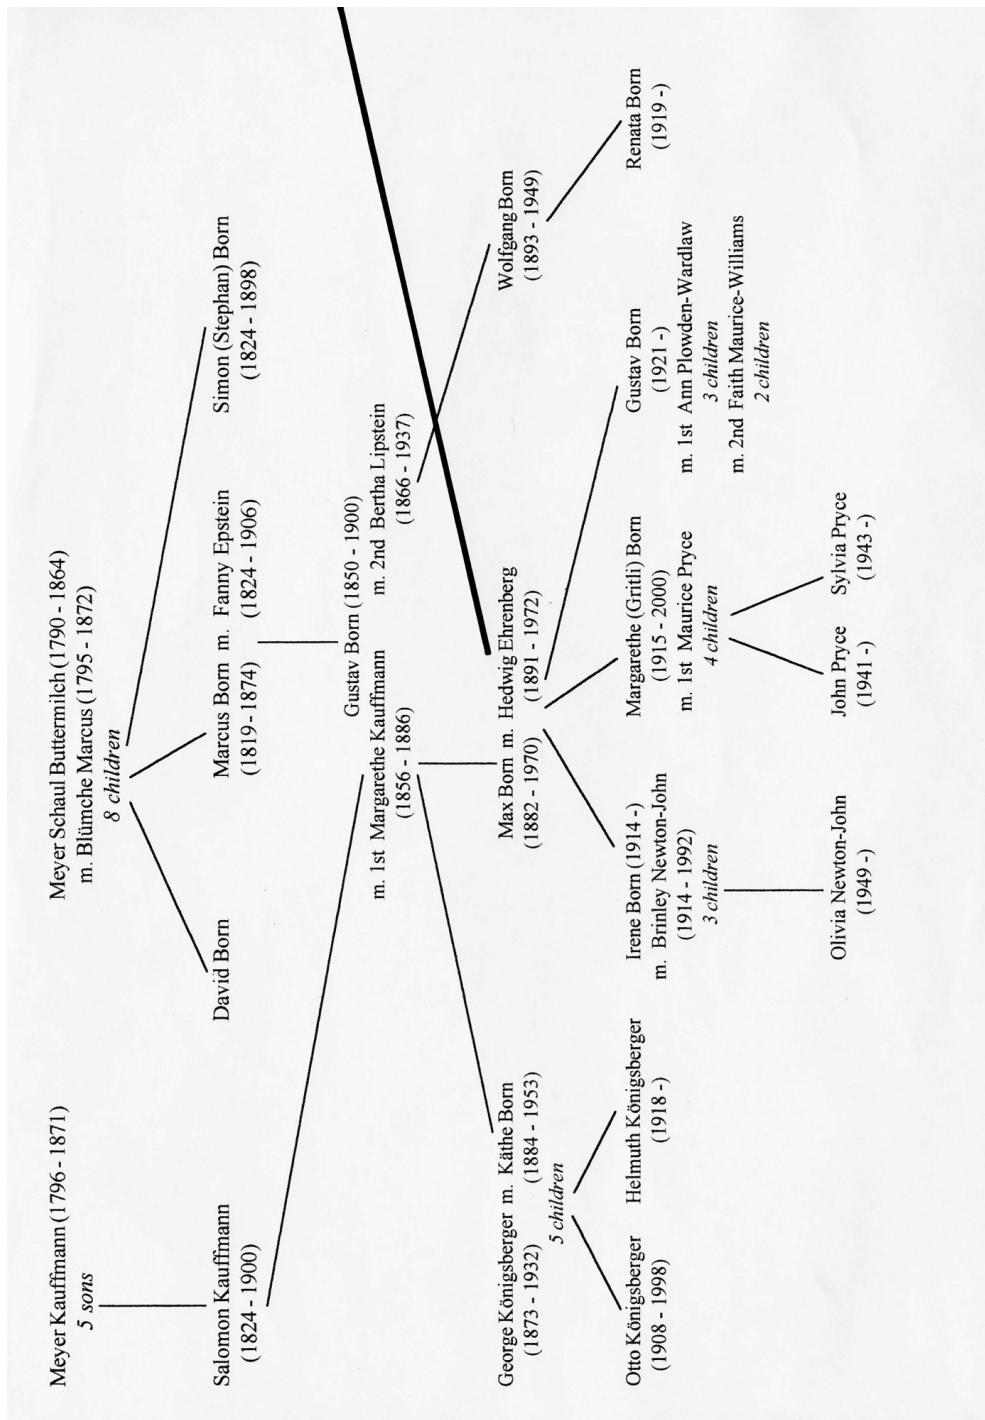 Meyer Kauffmann (1796 - 1871)
5 sons
Meyer Schaul Buttermilch (1790 - 1864)
m. Blümche Marcus (1795 - 1872)
8 children
Salomon Kauffmann
(1824 - 1900)
David Born
Marcus Born m. Fanny Epstein
(1819- 1874) (1824 - 1906)
Simon (Stephan) Born
(1824 - 1898)
Gustav Born (1850 - 1900)
m. 1st Margarethe Kauffmann
(1856 - 1886)
m. 2nd Bertha Lipstein
(1866 - 1937)
George Königsberger m. Käthe Born
(1873 - 1932) (1884 - 1953)
5 children
Max Born m. Hedwig Ehrenberg
(1882 - 1970) (1891 - 1972)
Wolfgang Born
(1893 - 1949)
Otto Königsberger
(1908 - 1998)
Helmuth Königsberger
(1918 -)
Irene Born (1914 -)
m. Brinley Newton-John
(1914 - 1992)
3 children
Margarethe (Gritli) Born
(1915 - 2000)
m. 1st Maurice Pryce
4 children
Gustav Born
(1921 -)
m. 1st Ann Plowden-Wardlaw
3 children
m. 2nd Faith Maurice-Williams
2 children
Renata Born
(1919 -)
Olivia Newton-John
(1949 -)
John Pryce
(1941 -)
Sylvia Pryce
(1943 -)